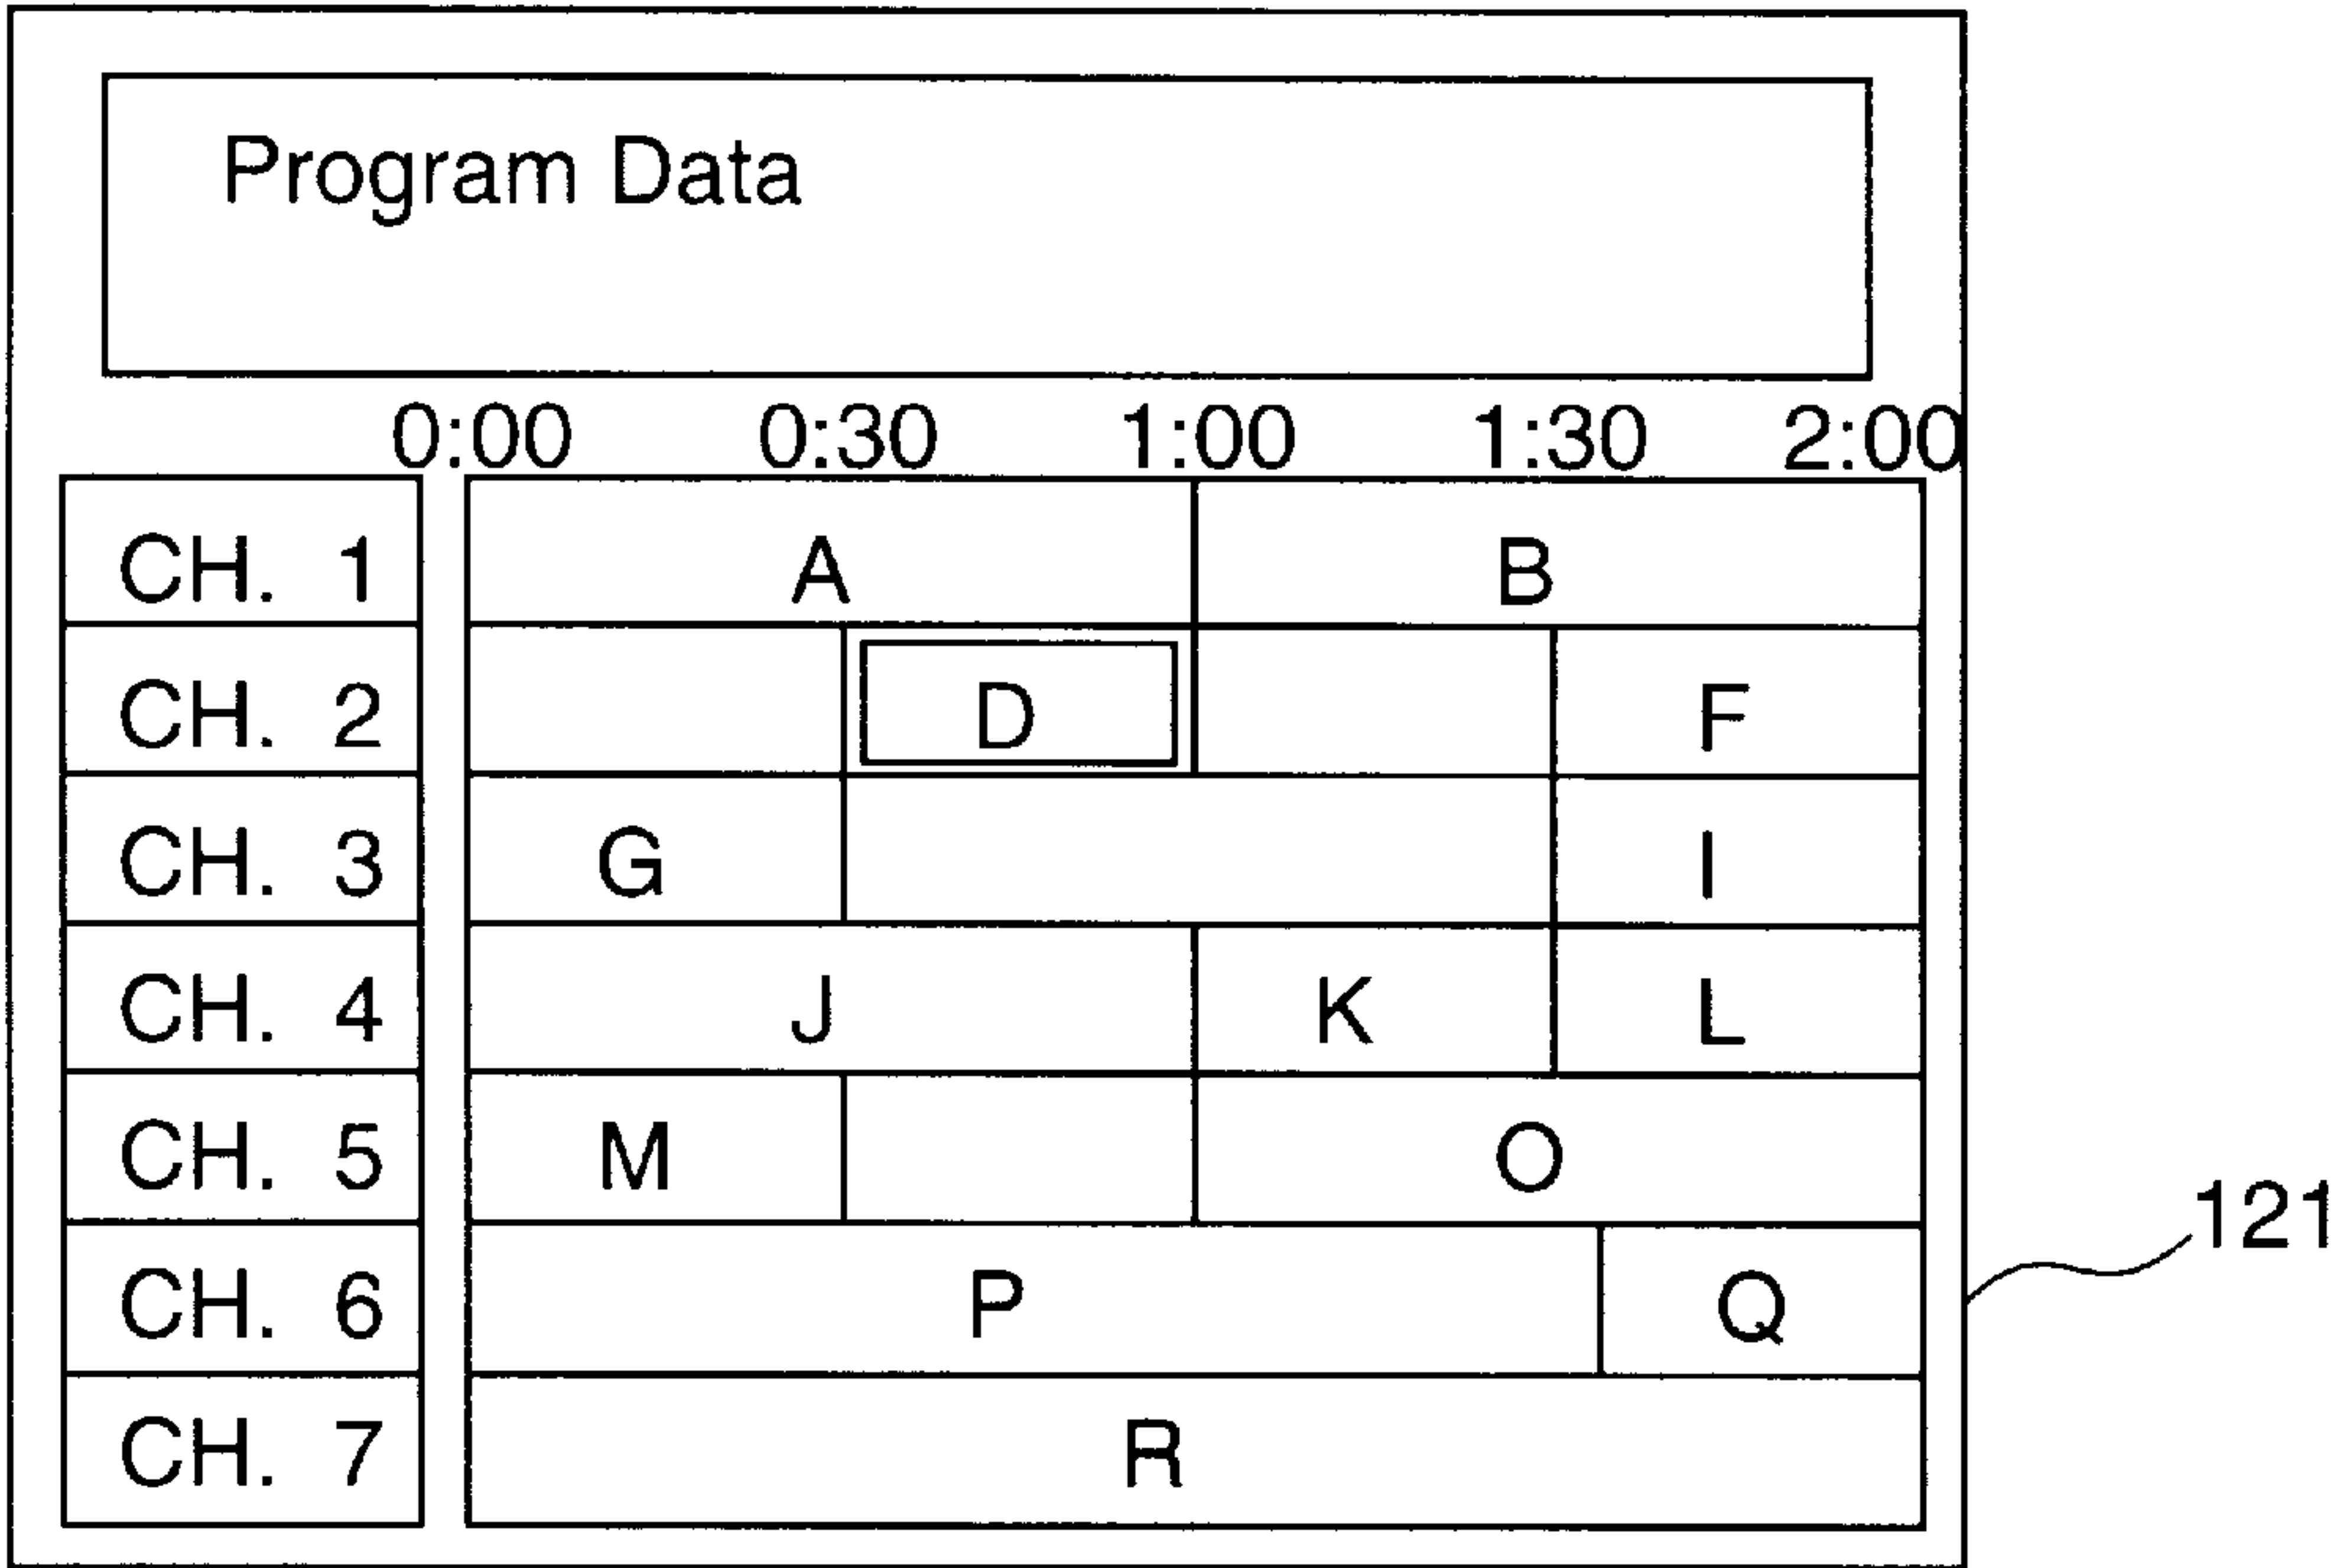 Program Data
0:00 0:30 1:00 1:30 2:00
CH. 1 A B
CH. 2 D F
CH. 3 G I
CH. 4 J K L
CH. 5 M O
CH. 6 P Q
CH. 7 R
121